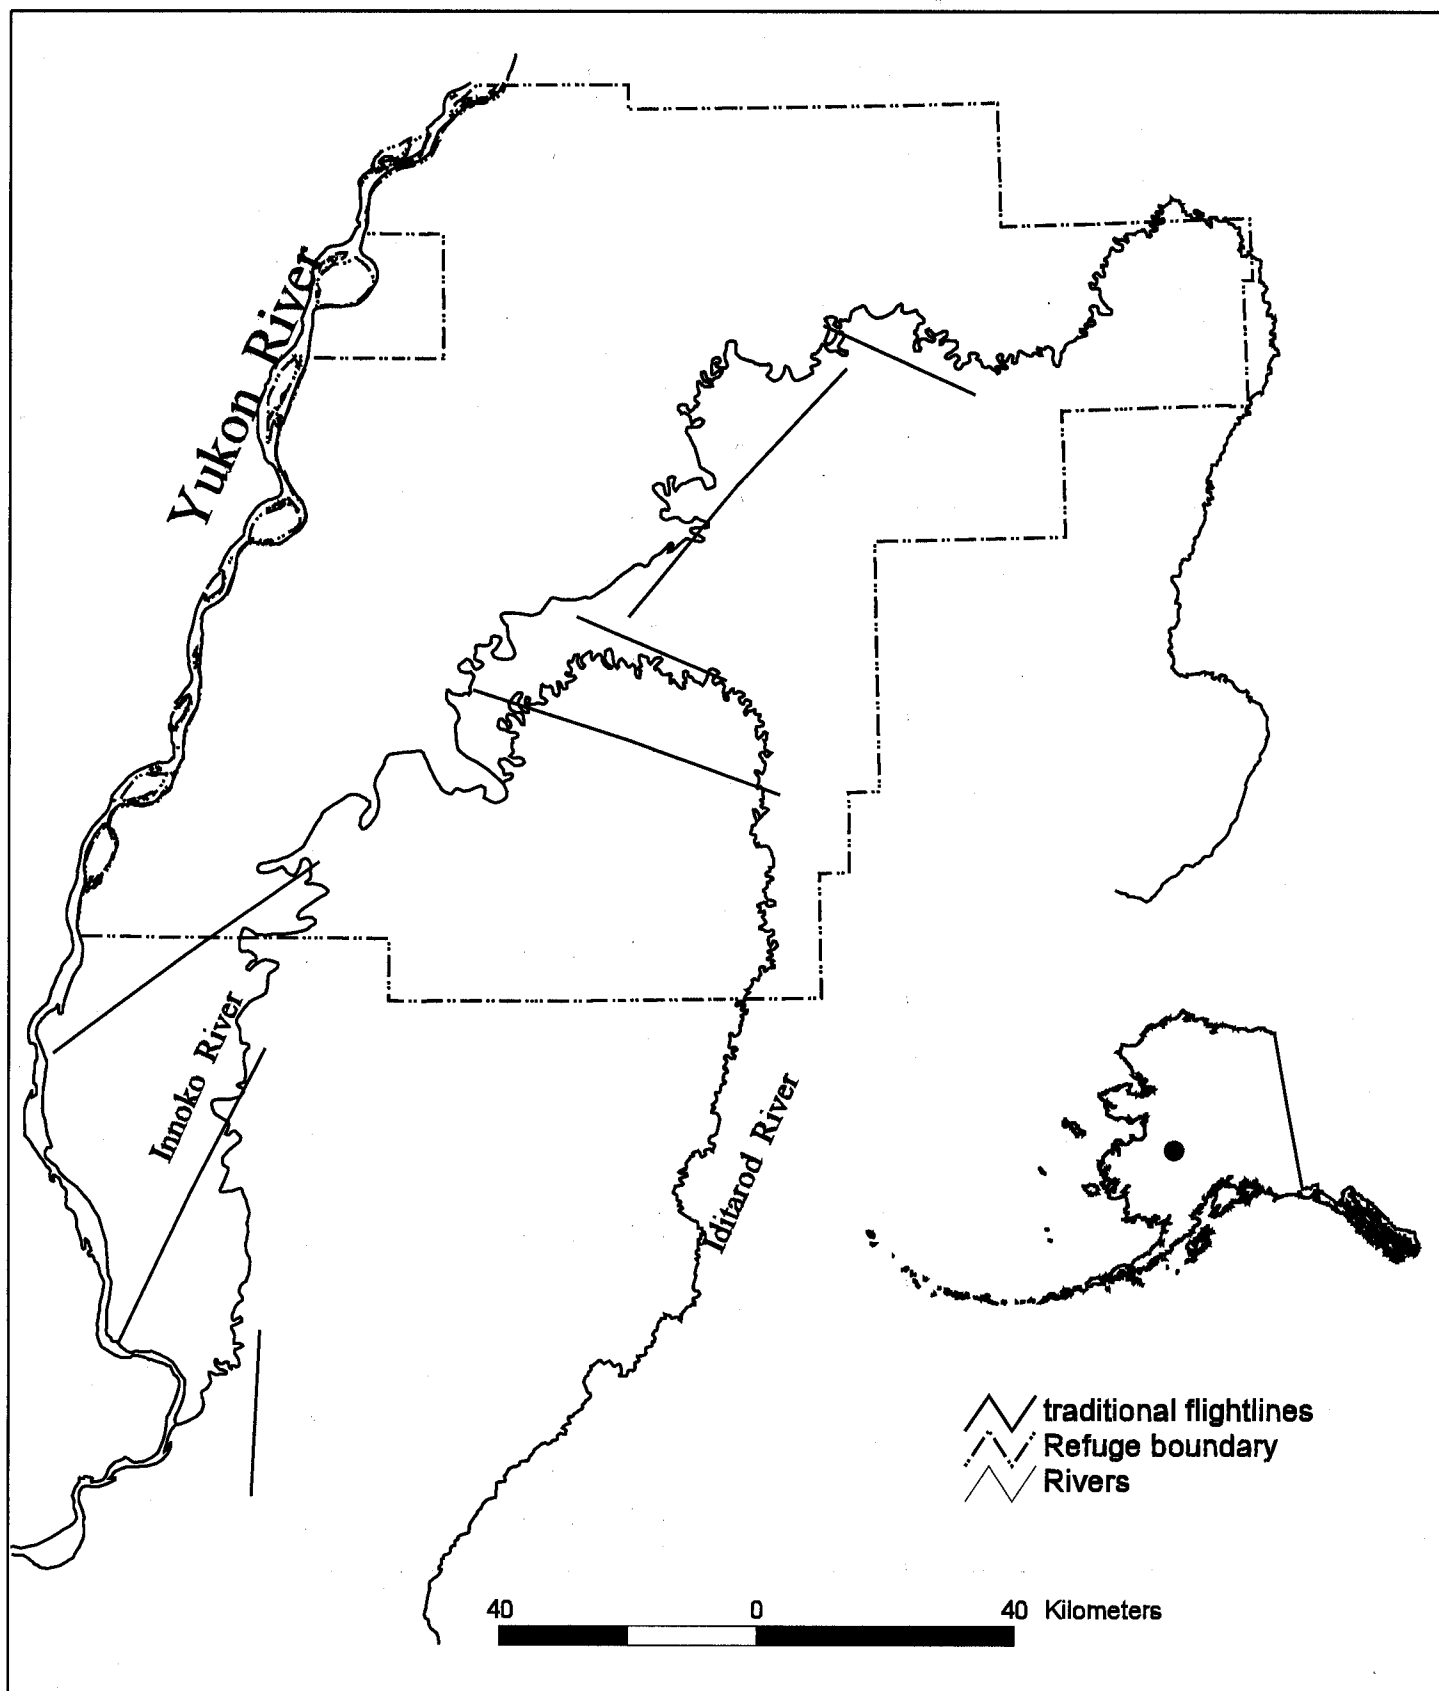 Yukon River
Innoko River
Iditarod River
traditional flightlines
Refuge boundary
Rivers
40 0 40 Kilometers